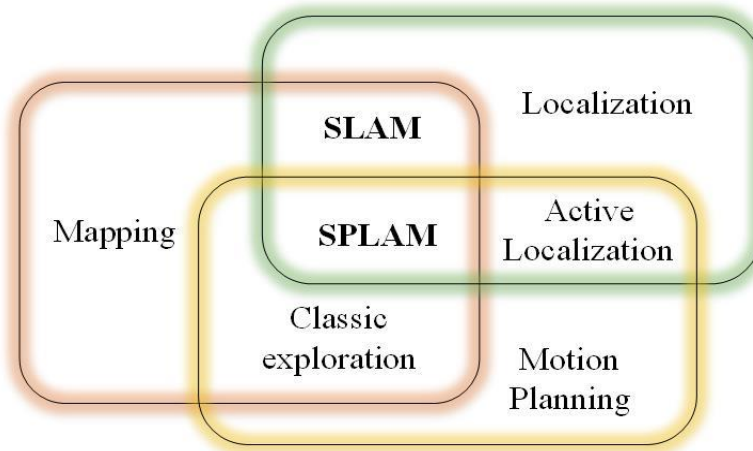 Localization
SLAM
Mapping
SPLAM
Active
Localization
Classic
exploration
Motion
Planning